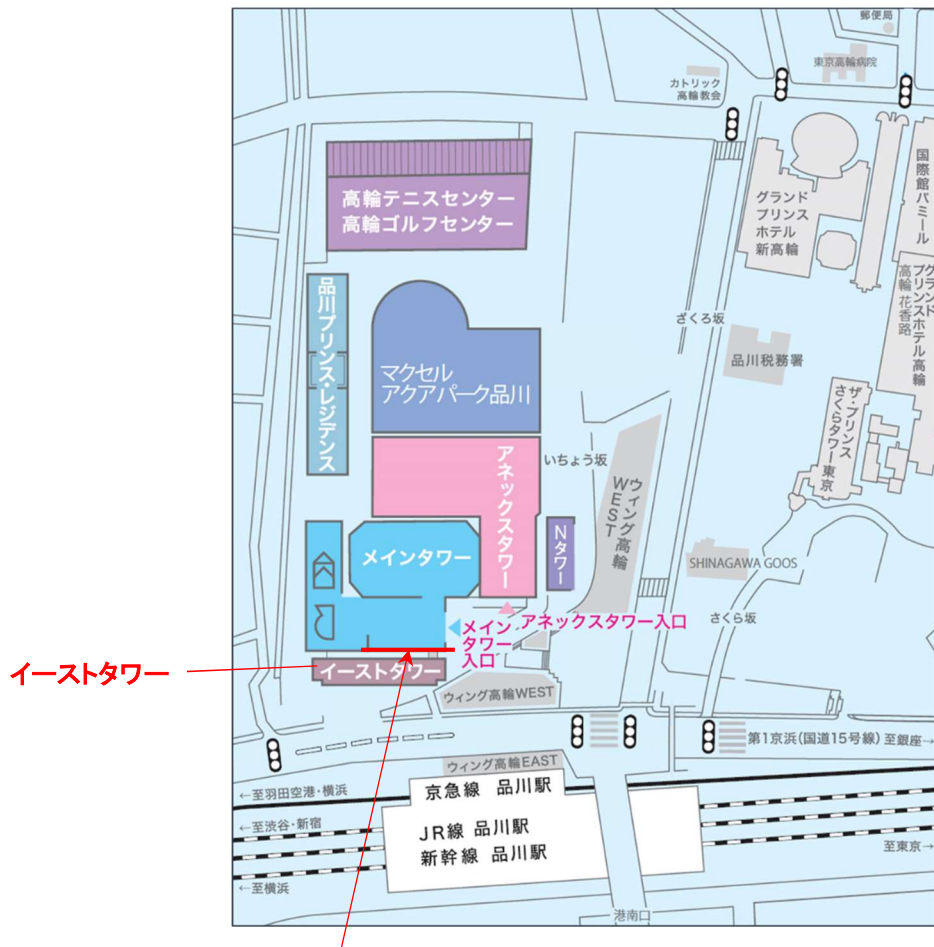 郵便局
東京高輪病院
カトリック
高輪教会
高輪テニスセンター
高輪ゴルフセンター
グランド
プリンス
ホテル
新高輪
国際館パミール
グランド
プリンスホテル高輪
高輪 花香路
品川プリンス・レジデンス
マクセル
アクアパーク品川
ざくろ坂
品川税務署
ザ・プリンス
さくらタワー東京
アネックスタワー
いちょう坂
ウィング高輪
WEST
メインタワー
Nタワー
SHINAGAWA GOOS
さくら坂
アネックスタワー入口
メイン
タワー
入口
イーストタワー
イーストタワー
ウィング高輪WEST
第1京浜(国道15号線)至銀座→
ウィング高輪EAST
←至羽田空港・横浜
京急線 品川駅
←至渋谷・新宿
JR線 品川駅
新幹線 品川駅
至東京→
←至横浜
港南口